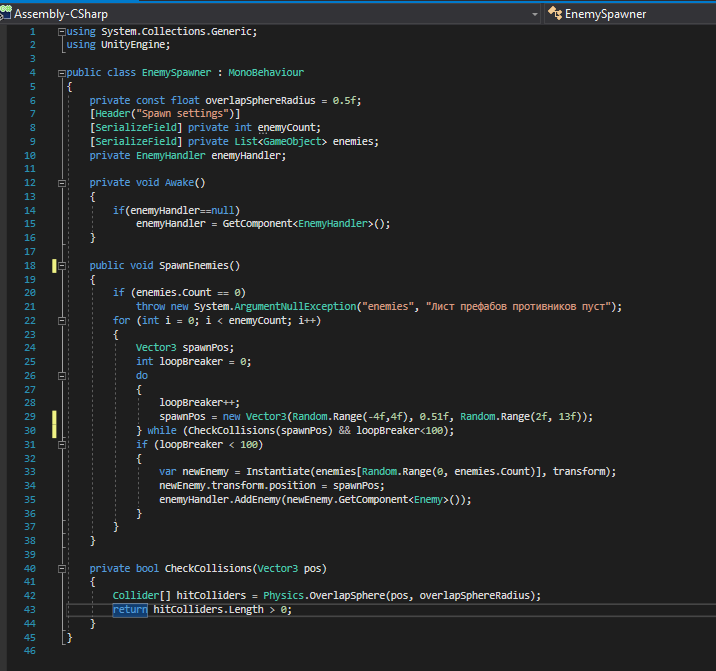 Assembly-CSharp EnemySpawner
1 using System.Collections.Generic;
2 using UnityEngine;
3
4 public class EnemySpawner : MonoBehaviour
5 {
6 private const float overlapSphereRadius = 0.5f;
7 [Header("Spawn settings")]
8 [SerializeField] private int enemyCount;
9 [SerializeField] private List<GameObject> enemies;
10 private EnemyHandler enemyHandler;
11
12 private void Awake()
13 {
14 if(enemyHandler==null)
15 enemyHandler = GetComponent<EnemyHandler>();
16 }
17
18 public void SpawnEnemies()
19 {
20 if (enemies.Count == 0)
21 throw new System.ArgumentNullException("enemies", "Лист префабов противников пуст");
22 for (int i = 0; i < enemyCount; i++)
23 {
24 Vector3 spawnPos;
25 int loopBreaker = 0;
26 do
27 {
28 loopBreaker++;
29 spawnPos = new Vector3(Random.Range(-4f,4f), 0.51f, Random.Range(2f, 13f));
30 } while (CheckCollisions(spawnPos) && loopBreaker<100);
31 if (loopBreaker < 100)
32 {
33 var newEnemy = Instantiate(enemies[Random.Range(0, enemies.Count)], transform);
34 newEnemy.transform.position = spawnPos;
35 enemyHandler.AddEnemy(newEnemy.GetComponent<Enemy>());
36 }
37 }
38 }
39
40 private bool CheckCollisions(Vector3 pos)
41 {
42 Collider[] hitColliders = Physics.OverlapSphere(pos, overlapSphereRadius);
43 return hitColliders.Length > 0;
44 }
45 }
46